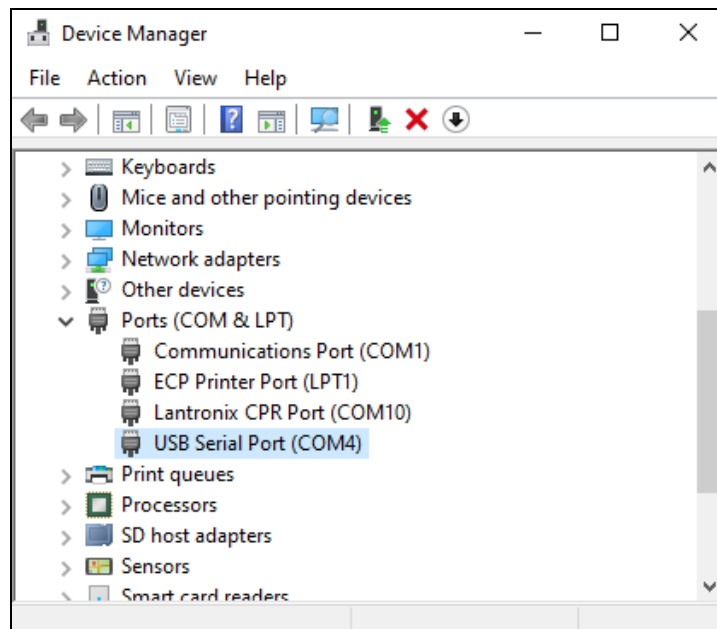 Device Manager
File Action View Help
Keyboards
Mice and other pointing devices
Monitors
Network adapters
Other devices
Ports (COM & LPT)
Communications Port (COM1)
ECP Printer Port (LPT1)
Lantronix CPR Port (COM10)
USB Serial Port (COM4)
Print queues
Processors
SD host adapters
Sensors
Smart card readers